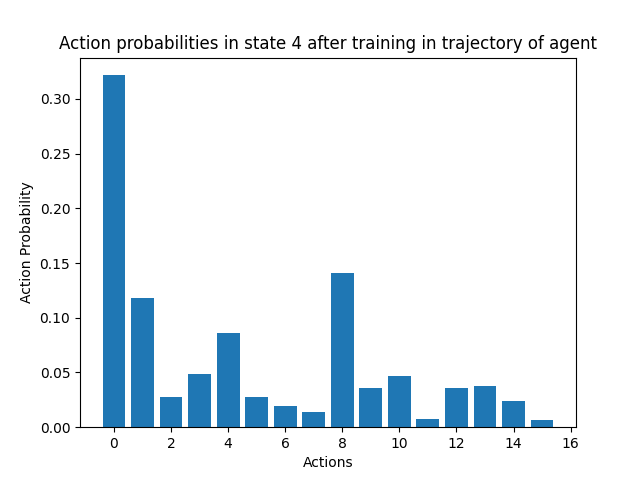 Action probabilities in state 4 after training in trajectory of agent
Action Probability
0.30
0.25
0.20
0.15
0.10
0.05
0.00
0 2 4 6 8 10 12 14 16
Actions